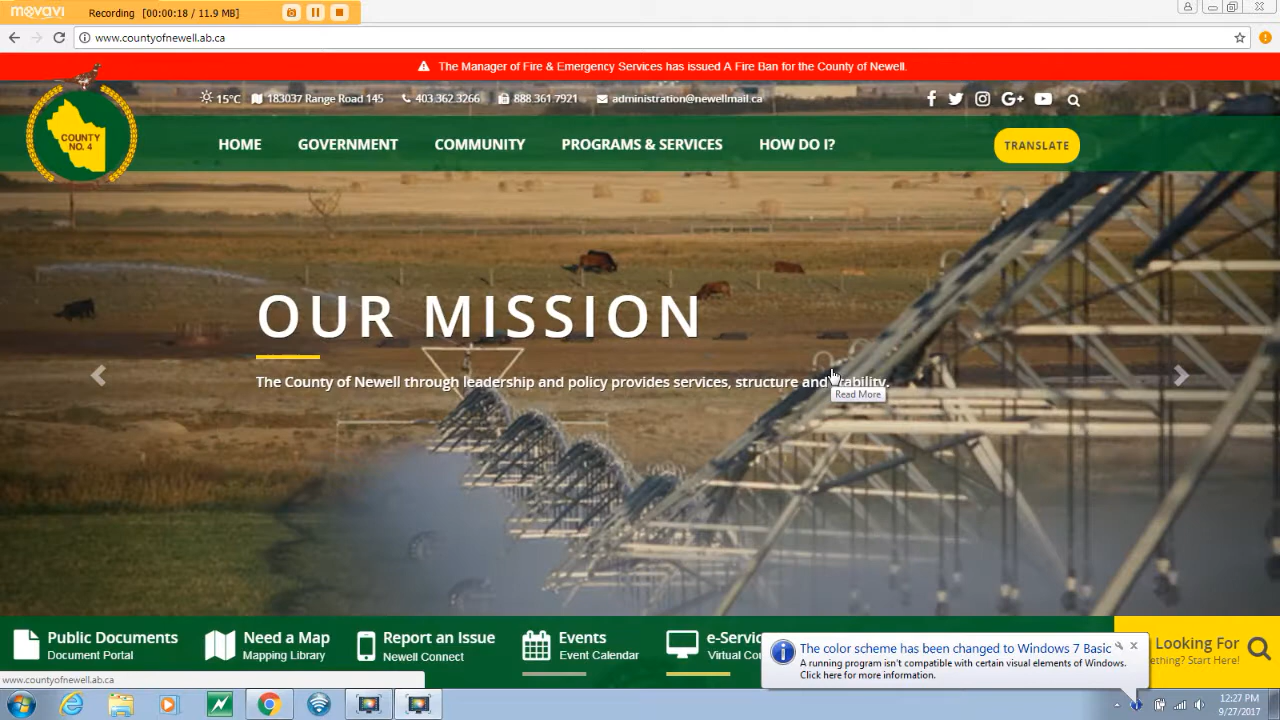 movavi
Recording [00:00:18 / 11.9 MB]
www.countyofnewell.ab.ca
The Manager of Fire & Emergency Services has issued A Fire Ban for the County of Newell.
15°C 183037 Range Road 145 403.362.3266 888.361.7921 administration@newellmail.ca
COUNTY
NO. 4
HOME GOVERNMENT COMMUNITY PROGRAMS & SERVICES HOW DO I? TRANSLATE
OUR MISSION
The County of Newell through leadership and policy provides services, structure and stability.
Read More
Public Documents
Document Portal
Need a Map
Mapping Library
Report an Issue
Newell Connect
Events
Event Calendar
e-Servic
Virtual Cou
The color scheme has been changed to Windows 7 Basic
A running program isn't compatible with certain visual elements of Windows.
Click here for more information.
Looking For
ething? Start Here!
www.countyofnewell.ab.ca
12:27 PM
9/27/2017